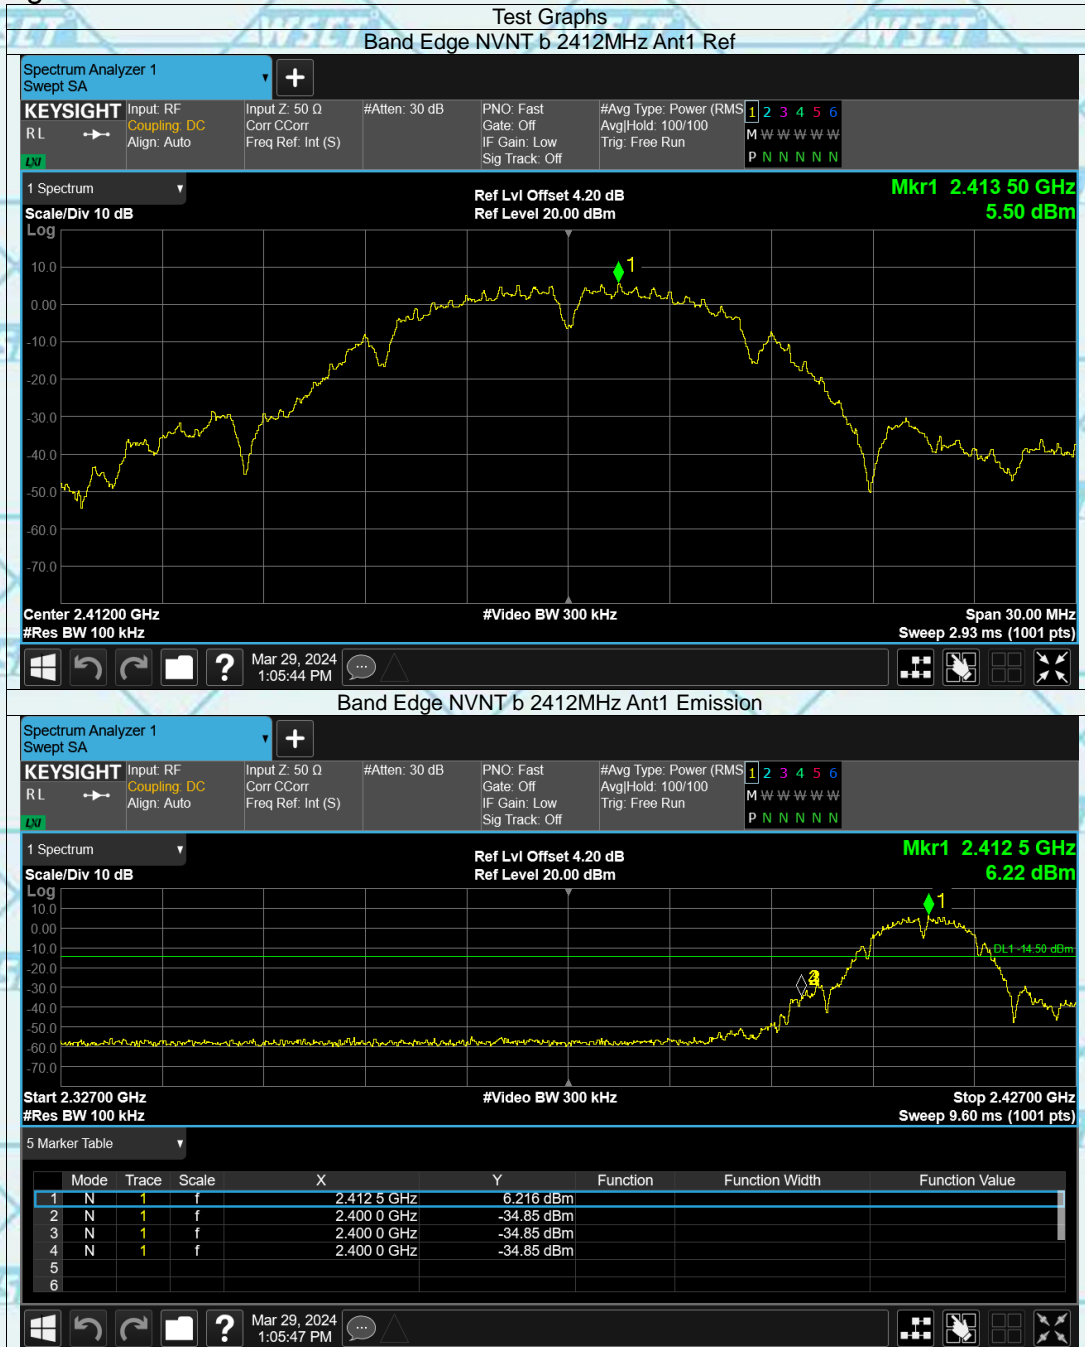 Test Graphs
Band Edge NVNT b 2412MHz Ant1 Ref
Spectrum Analyzer 1
Swept SA
KEYSIGHT Input: RF Input Z: 50 Ω #Atten: 30 dB PNO: Fast #Avg Type: Power (RMS 1 2 3 4 5 6
RL Coupling: DC Corr CCorr Gate: Off Avg|Hold: 100/100 M W W W W W
Align: Auto Freq Ref: Int (S) IF Gain: Low Trig: Free Run
LXI Sig Track: Off P N N N N N
1 Spectrum Ref Lvl Offset 4.20 dB Mkr1 2.413 50 GHz
Scale/Div 10 dB Ref Level 20.00 dBm 5.50 dBm
Log
1
10.0
0.00
-10.0
-20.0
-30.0
-40.0
-50.0
-60.0
-70.0
Center 2.41200 GHz #Video BW 300 kHz Span 30.00 MHz
#Res BW 100 kHz Sweep 2.93 ms (1001 pts)
Mar 29, 2024
1:05:44 PM
Band Edge NVNT b 2412MHz Ant1 Emission
Spectrum Analyzer 1
Swept SA
KEYSIGHT Input: RF Input Z: 50 Ω #Atten: 30 dB PNO: Fast #Avg Type: Power (RMS 1 2 3 4 5 6
RL Coupling: DC Corr CCorr Gate: Off Avg|Hold: 100/100 M W W W W W
Align: Auto Freq Ref: Int (S) IF Gain: Low Trig: Free Run
LXI Sig Track: Off P N N N N N
1 Spectrum Ref Lvl Offset 4.20 dB Mkr1 2.412 5 GHz
Scale/Div 10 dB Ref Level 20.00 dBm 6.22 dBm
Log
1
10.0
0.00
-10.0 DL1 -14.50 dBm
-20.0
-30.0
-40.0
-50.0
-60.0
-70.0
Start 2.32700 GHz #Video BW 300 kHz Stop 2.42700 GHz
#Res BW 100 kHz Sweep 9.60 ms (1001 pts)
5 Marker Table
Mode Trace Scale X Y Function Function Width Function Value
1 N 1 f 2.412 5 GHz 6.216 dBm
2 N 1 f 2.400 0 GHz -34.85 dBm
3 N 1 f 2.400 0 GHz -34.85 dBm
4 N 1 f 2.400 0 GHz -34.85 dBm
5
6
Mar 29, 2024
1:05:47 PM